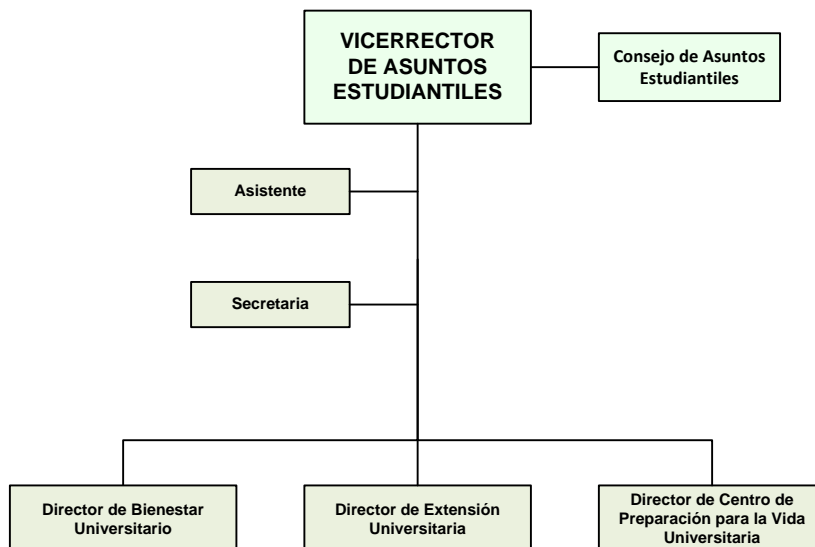 VICERRECTOR
DE ASUNTOS
ESTUDIANTILES
Consejo de Asuntos
Estudiantiles
Asistente
Secretaria
Director de Bienestar
Universitario
Director de Extensión
Universitaria
Director de Centro de
Preparación para la Vida
Universitaria